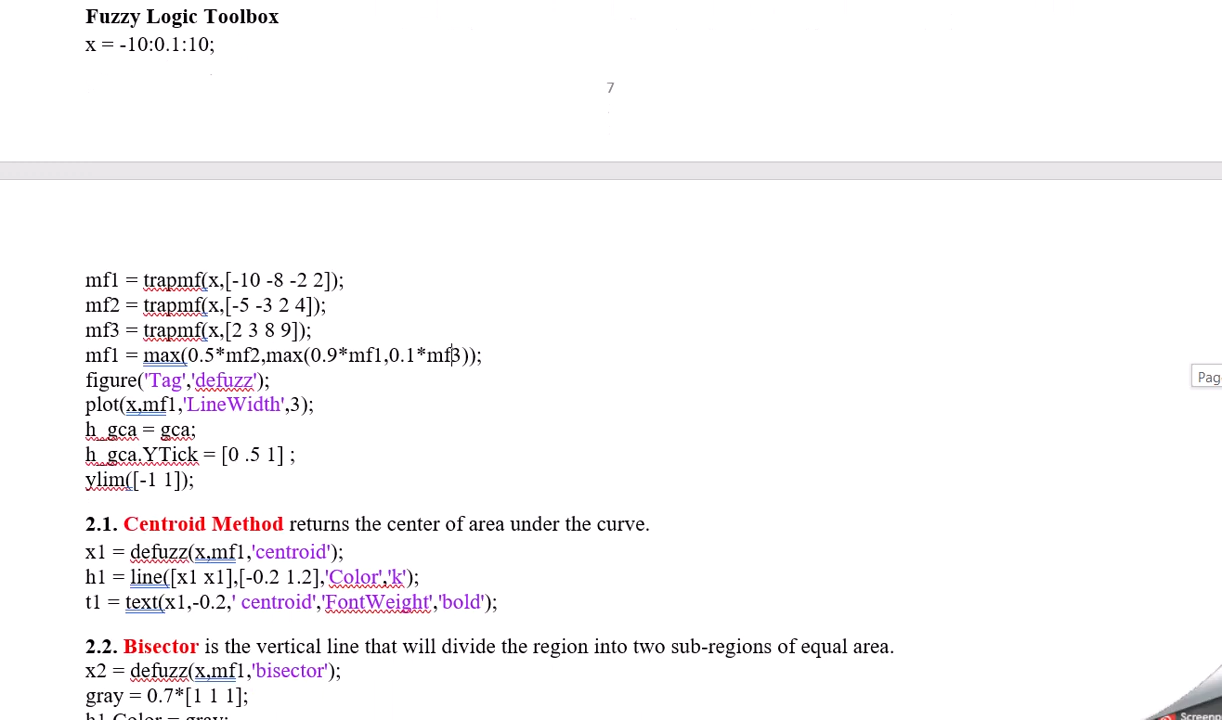 Fuzzy Logic Toolbox
x = -10:0.1:10;
7
mf1 = trapmf(x,[-10 -8 -2 2]);
mf2 = trapmf(x,[-5 -3 2 4]);
mf3 = trapmf(x,[2 3 8 9]);
mf1 = max(0.5*mf2,max(0.9*mf1,0.1*mf3));
figure('Tag','defuzz');
plot(x,mf1,'LineWidth',3);
h_gca = gca;
h_gca.YTick = [0 .5 1] ;
ylim([-1 1]);
Pag
2.1. Centroid Method returns the center of area under the curve.
x1 = defuzz(x,mf1,'centroid');
h1 = line([x1 x1],[-0.2 1.2],'Color','k');
t1 = text(x1,-0.2,' centroid','FontWeight','bold');
2.2. Bisector is the vertical line that will divide the region into two sub-regions of equal area.
x2 = defuzz(x,mf1,'bisector');
gray = 0.7*[1 1 1];
h1.Color = gray;